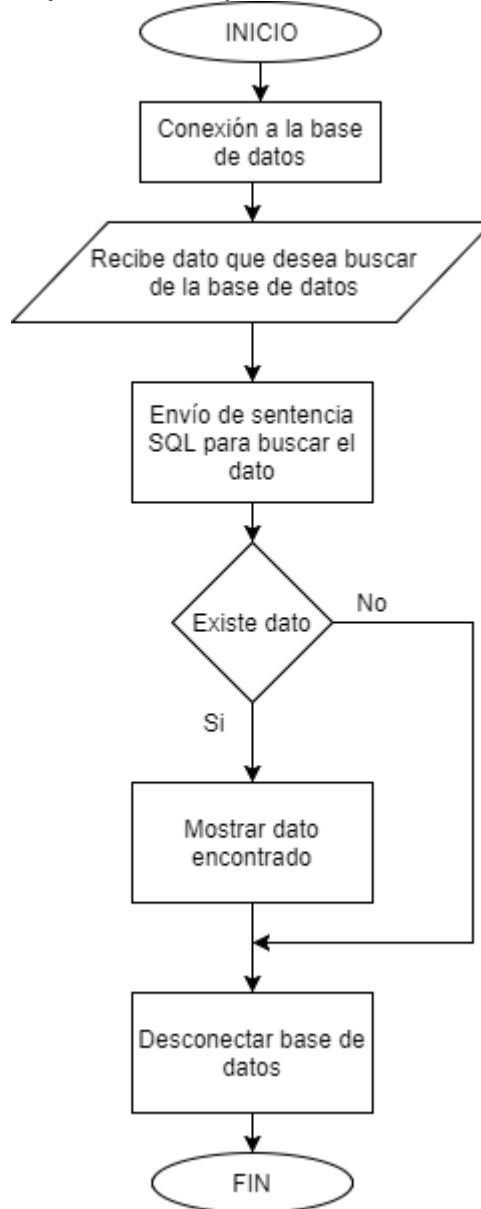 INICIO
Conexión a la base
de datos
Recibe dato que desea buscar
de la base de datos
Envío de sentencia
SQL para buscar el
dato
Existe dato
No
Si
Mostrar dato
encontrado
Desconectar base de
datos
FIN